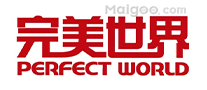 Maigoo.com
完美世界
PERFECT WORLD